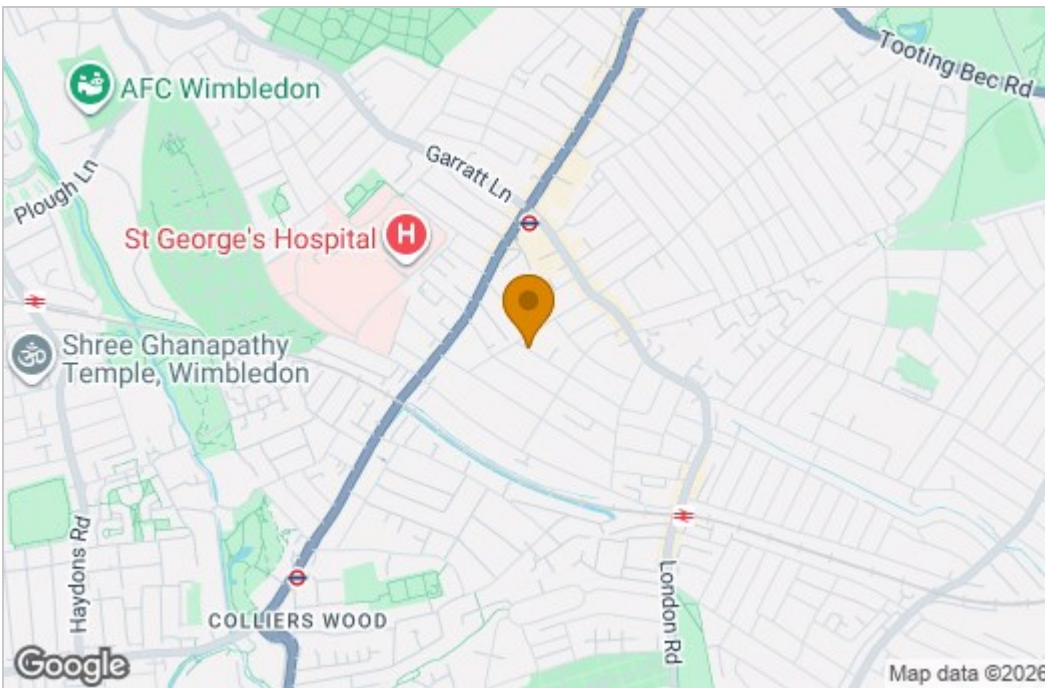 Tooting Bec Rd
AFC Wimbledon
Garratt Ln
Plough Ln
St George's Hospital
H
Shree Ghanapathy
Temple, Wimbledon
Haydons Rd
COLLIERS WOOD
London Rd
Google
Map data ©2026